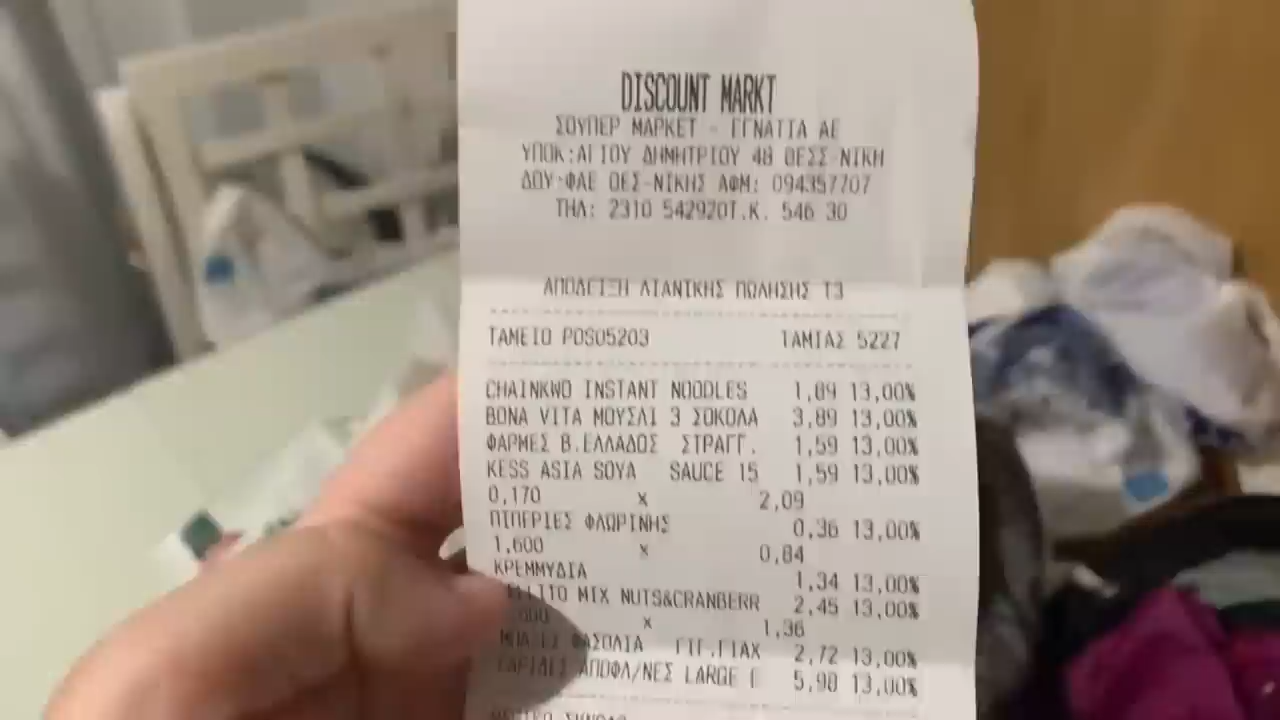 DISCOUNT MARKT
ΣΟΥΠΕΡ ΜΑΡΚΕΤ - ΕΓΝΑΤΙΑ ΑΕ
ΥΠΟΚ:ΑΓΙΟΥ ΔΗΜΗΤΡΙΟΥ 48 ΘΕΣΣ-ΝΙΚΗ
ΔΟΥ:ΦΑΕ ΘΕΣ-ΝΙΚΗΣ ΑΦΜ: 094357707
ΤΗΛ: 2310 542920Τ.Κ. 546 30
ΑΠΟΔΕΙΞΗ ΛΙΑΝΙΚΗΣ ΠΩΛΗΣΗΣ Τ3
ΤΑΜΕΙΟ POS05203 ΤΑΜΙΑΣ 5227
CHAINKWO INSTANT NOODLES 1,89 13,00%
BONA VITA ΜΟΥΣΛΙ 3 ΣΟΚΟΛΑ 3,89 13,00%
ΦΑΡΜΕΣ Β.ΕΛΛΑΔΟΣ ΣΤΡΑΓΓ. 1,59 13,00%
KESS ASIA SOYA SAUCE 15 1,59 13,00%
0,170 x 2,09
ΠΙΠΕΡΙΕΣ ΦΛΩΡΙΝΗΣ 0,36 13,00%
1,600 x 0,84
ΚΡΕΜΜΥΔΙΑ 1,34 13,00%
MIX NUTS&CRANBERR 2,45 13,00%
x 1,36
ΦΑΣΟΛΙΑ ΓΙΓ.ΓΙΑΧ 2,72 13,00%
ΑΠΟΦΛ/ΝΕΣ LARGE 5,98 13,00%